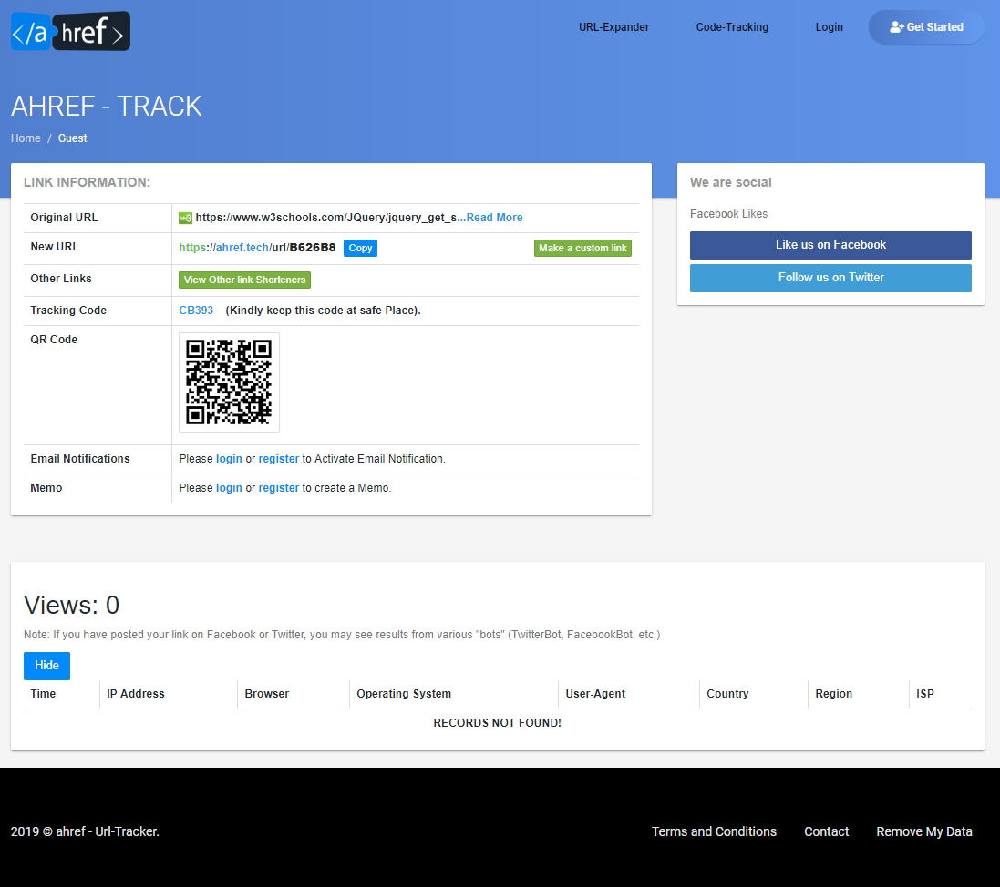 </a href >
URL-Expander Code-Tracking Login Get Started
AHREF - TRACK
Home / Guest
LINK INFORMATION:
Original URL https://www.w3schools.com/JQuery/jquery_get_s...Read More
New URL https://ahref.tech/url/B626B8 Copy Make a custom link
Other Links View Other link Shorteners
Tracking Code CB393 (Kindly keep this code at safe Place).
QR Code
Email Notifications Please login or register to Activate Email Notification.
Memo Please login or register to create a Memo.
We are social
Facebook Likes
Like us on Facebook
Follow us on Twitter
Views: 0
Note: If you have posted your link on Facebook or Twitter, you may see results from various "bots" (TwitterBot, FacebookBot, etc.)
Hide
Time IP Address Browser Operating System User-Agent Country Region ISP
RECORDS NOT FOUND!
2019 © ahref - Url-Tracker. Terms and Conditions Contact Remove My Data